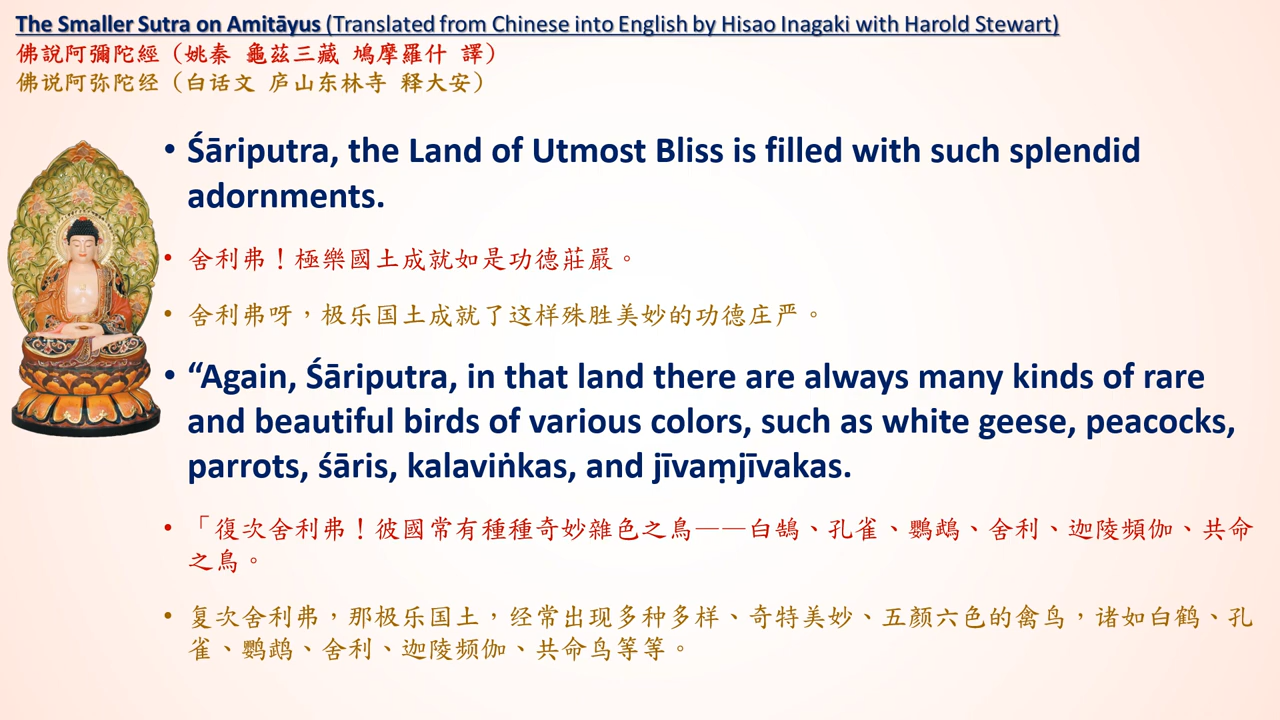 The Smaller Sutra on Amitāyus (Translated from Chinese into English by Hisao Inagaki with Harold Stewart)
佛說阿彌陀經（姚秦 龜茲三藏 鳩摩羅什 譯）
佛说阿弥陀经（白话文 庐山东林寺 释大安）
• Śāriputra, the Land of Utmost Bliss is filled with such splendid
adornments.
• 舍利弗！極樂國土成就如是功德莊嚴。
• 舍利弗呀，极乐国土成就了这样殊胜美妙的功德庄严。
• “Again, Śāriputra, in that land there are always many kinds of rare
and beautiful birds of various colors, such as white geese, peacocks,
parrots, śāris, kalaviṅkas, and jīvaṃjīvakas.
• 「復次舍利弗！彼國常有種種奇妙雜色之鳥——白鵠、孔雀、鸚鵡、舍利、迦陵頻伽、共命
之鳥。
• 复次舍利弗，那极乐国土，经常出现多种多样、奇特美妙、五颜六色的禽鸟，诸如白鹤、孔
雀、鹦鹉、舍利、迦陵频伽、共命鸟等等。